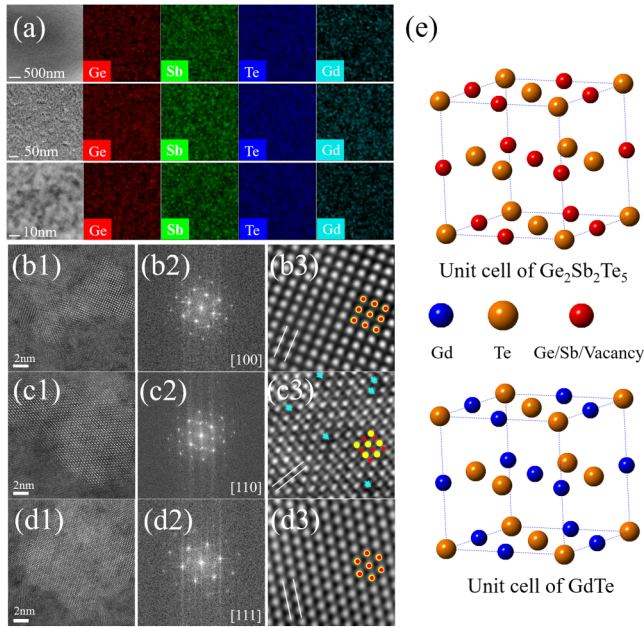 (a)
500nm Ge Sb Te Gd
50nm Ge Sb Te Gd
10nm Ge Sb Te Gd
(b1) (b2) (b3)
2nm [100]
(c1) (c2) (c3)
2nm [110]
(d1) (d2) (d3)
2nm [111]
(e)
Unit cell of Ge₂Sb₂Te₅
Gd Te Ge/Sb/Vacancy
Unit cell of GdTe